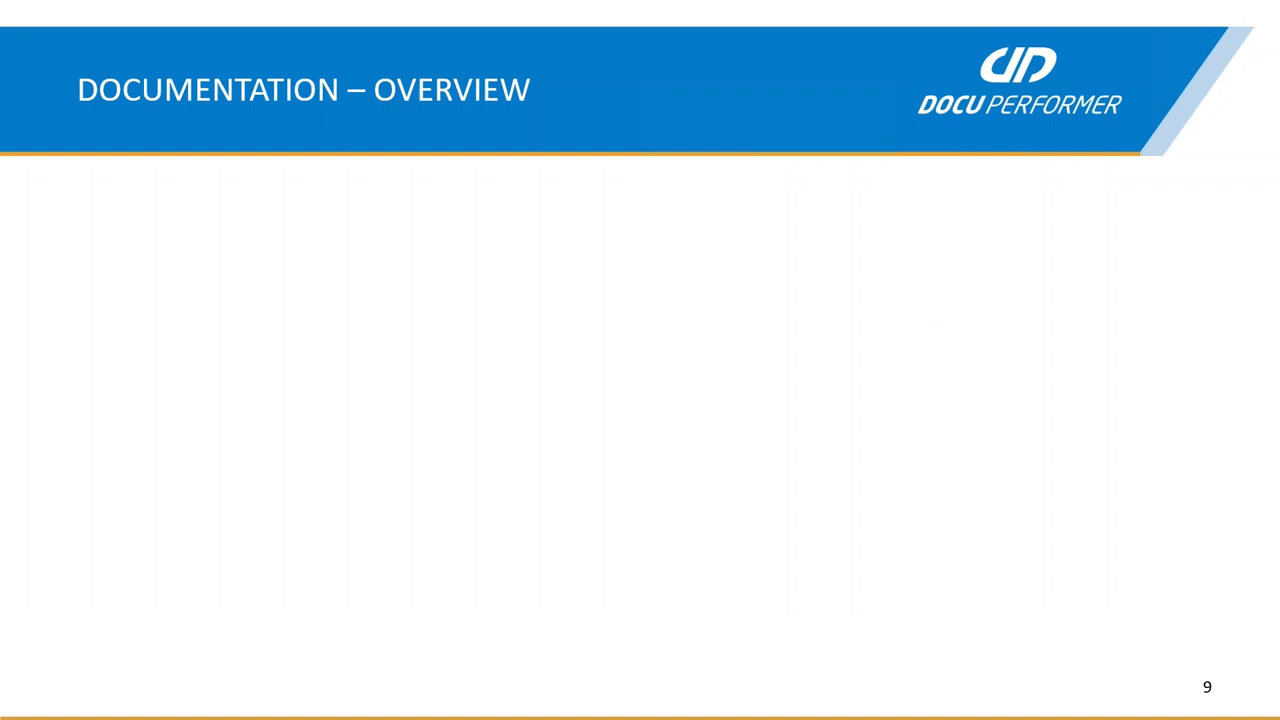 DOCUMENTATION – OVERVIEW
DOCU PERFORMER
9